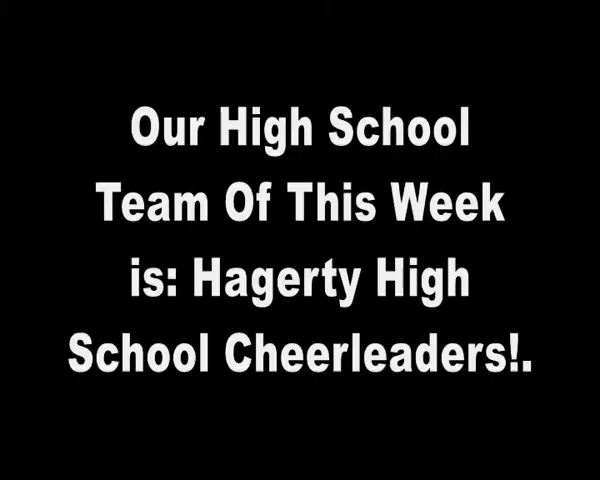 Our High School
Team Of This Week
is: Hagerty High
School Cheerleaders!.